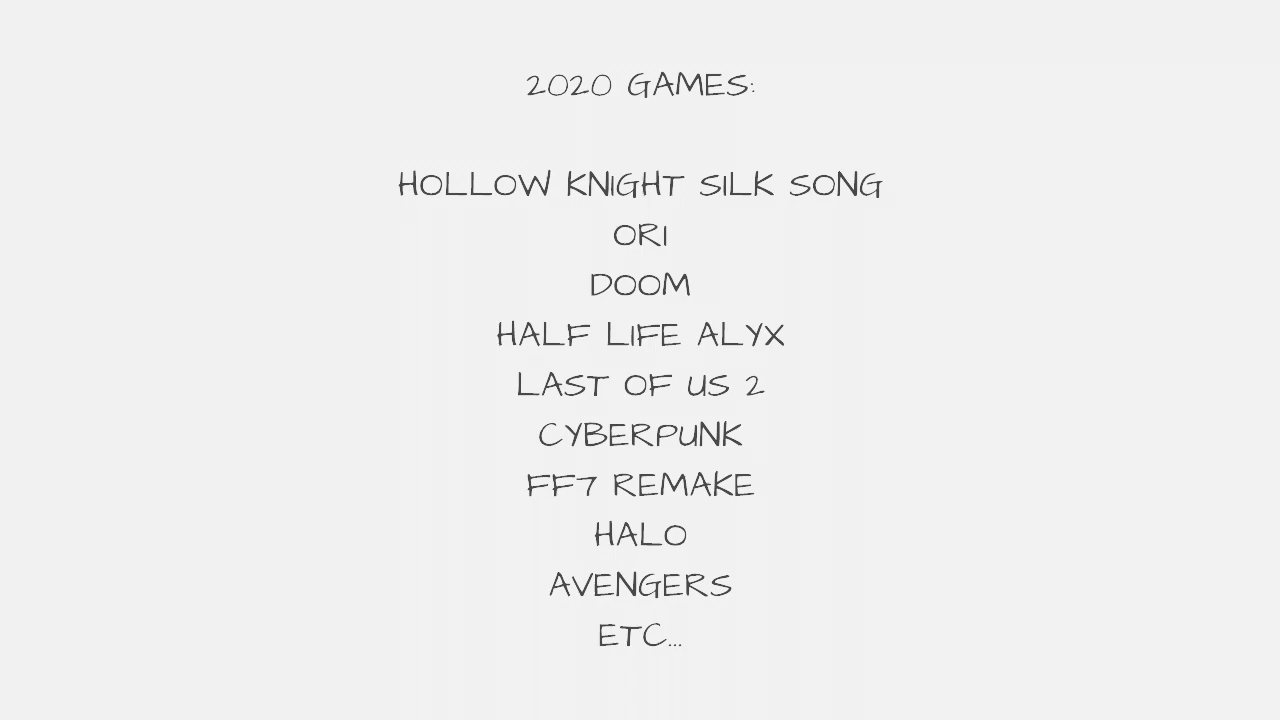 2020 GAMES:
HOLLOW KNIGHT SILK SONG
ORI
DOOM
HALF LIFE ALYX
LAST OF US 2
CYBERPUNK
FF7 REMAKE
HALO
AVENGERS
ETC...